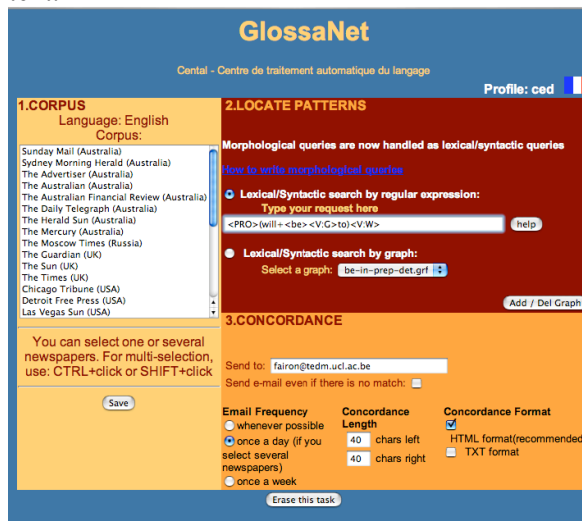 GlossaNet
Cental - Centre de traitement automatique du langage
Profile: ced
1.CORPUS
Language: English
Corpus:
Sunday Mail (Australia)
Sydney Morning Herald (Australia)
The Advertiser (Australia)
The Australian (Australia)
The Australian Financial Review (Australia)
The Daily Telegraph (Australia)
The Herald Sun (Australia)
The Mercury (Australia)
The Moscow Times (Russia)
The Guardian (UK)
The Sun (UK)
The Times (UK)
Chicago Tribune (USA)
Detroit Free Press (USA)
Las Vegas Sun (USA)
You can select one or several
newspapers. For multi-selection,
use: CTRL+click or SHIFT+click
Save
2.LOCATE PATTERNS
Morphological queries are now handled as lexical/syntactic queries
How to write morphological queries
Lexical/Syntactic search by regular expression:
Type your request here
<PRO>(will+<be><V:G>to)<V:W>
help
Lexical/Syntactic search by graph:
Select a graph: be-in-prep-det.grf
Add / Del Graph
3.CONCORDANCE
Send to: fairon@tedm.ucl.ac.be
Send e-mail even if there is no match:
Email Frequency
whenever possible
once a day (if you
select several
newspapers)
once a week
Concordance
Length
40 chars left
40 chars right
Concordance Format
HTML format(recommended
TXT format
Erase this task